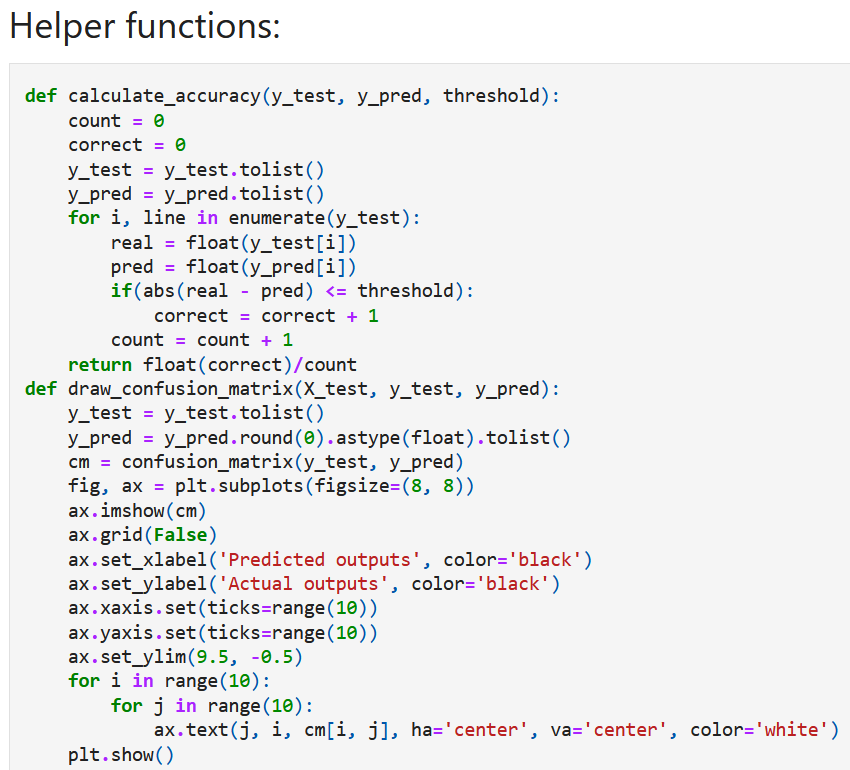 Helper functions:
def calculate_accuracy(y_test, y_pred, threshold):
    count = 0
    correct = 0
    y_test = y_test.tolist()
    y_pred = y_pred.tolist()
    for i, line in enumerate(y_test):
        real = float(y_test[i])
        pred = float(y_pred[i])
        if(abs(real - pred) <= threshold):
            correct = correct + 1
        count = count + 1
    return float(correct)/count
def draw_confusion_matrix(X_test, y_test, y_pred):
    y_test = y_test.tolist()
    y_pred = y_pred.round(0).astype(float).tolist()
    cm = confusion_matrix(y_test, y_pred)
    fig, ax = plt.subplots(figsize=(8, 8))
    ax.imshow(cm)
    ax.grid(False)
    ax.set_xlabel('Predicted outputs', color='black')
    ax.set_ylabel('Actual outputs', color='black')
    ax.xaxis.set(ticks=range(10))
    ax.yaxis.set(ticks=range(10))
    ax.set_ylim(9.5, -0.5)
    for i in range(10):
        for j in range(10):
            ax.text(j, i, cm[i, j], ha='center', va='center', color='white')
    plt.show()